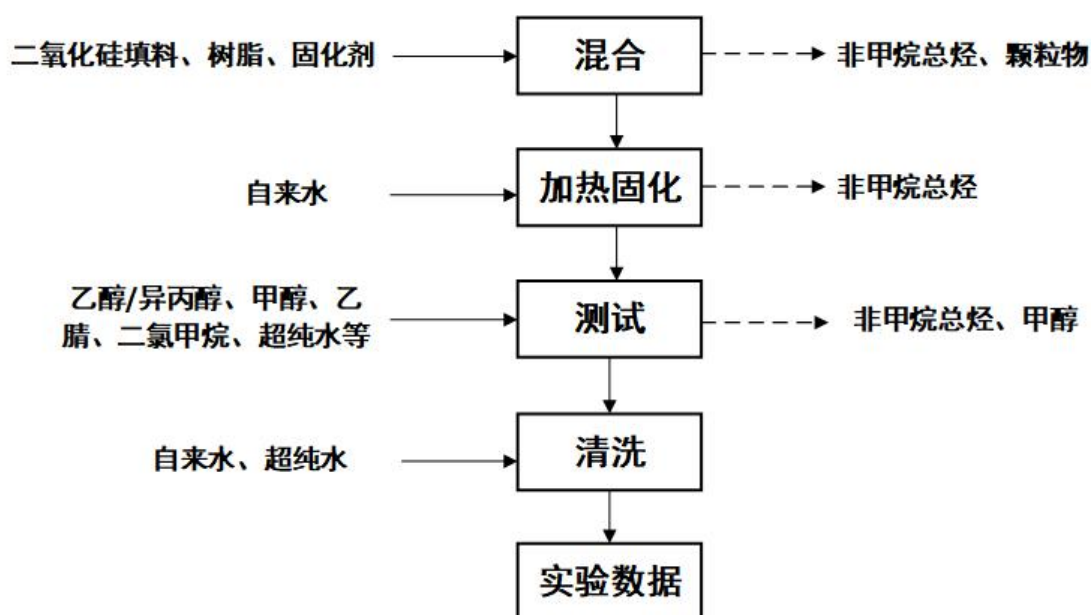 二氧化硅填料、树脂、固化剂
混合
非甲烷总烃、颗粒物
自来水
加热固化
非甲烷总烃
乙醇/异丙醇、甲醇、乙
腈、二氯甲烷、超纯水等
测试
非甲烷总烃、甲醇
自来水、超纯水
清洗
实验数据